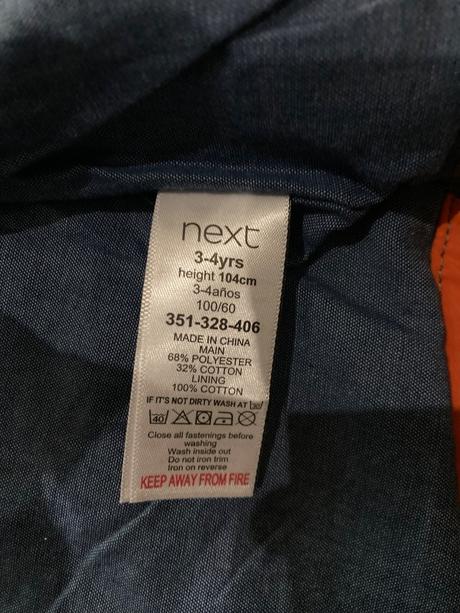 next
3-4yrs
height 104cm
3-4años
100/60
351-328-406
MADE IN CHINA
MAIN
68% POLYESTER
32% COTTON
LINING
100% COTTON
IF IT'S NOT DIRTY WASH AT 30°
40
Close all fastenings before
washing
Wash inside out
Do not iron trim
Iron on reverse
KEEP AWAY FROM FIRE